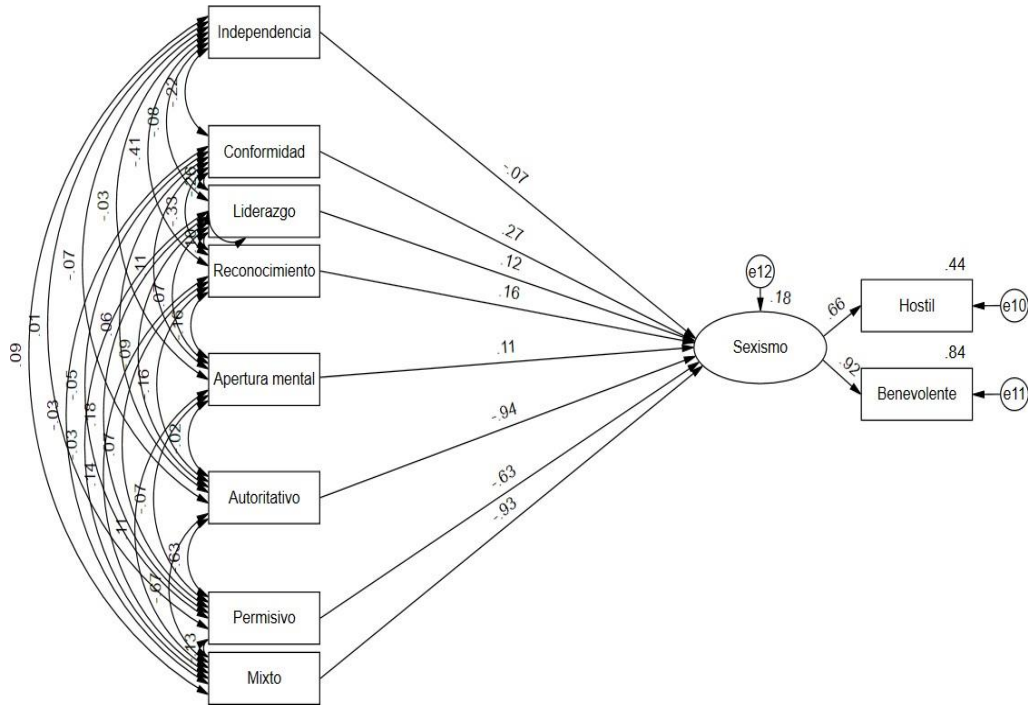 Independencia
Conformidad
Liderazgo
Reconocimiento
Apertura mental
Autoritativo
Permisivo
Mixto
-.22
-.08
-.41
-.03
-.07
.01
.09
-.26
-.33
.11
.06
-.05
-.03
.07
.09
.18
-.03
-.16
.16
.07
.14
.02
-.07
.11
-.63
-.67
-.07
.27
.12
.16
.11
-.94
-.63
-.93
e12
.18
Sexismo
.66
.92
.44
Hostil
e10
.84
Benevolente
e11